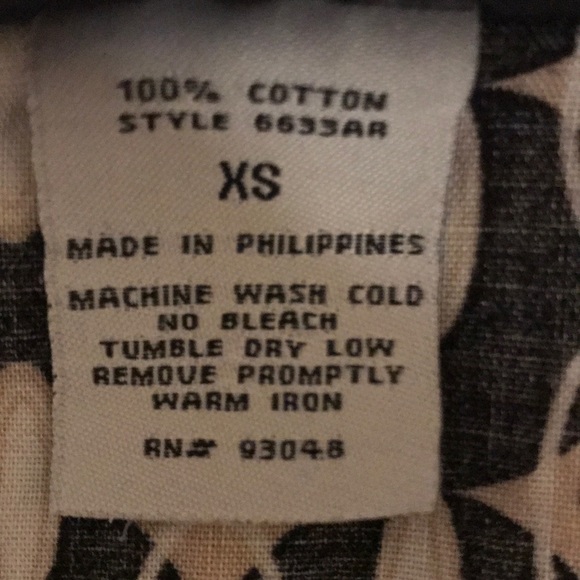 100% COTTON
STYLE 6633AR
XS
MADE IN PHILIPPINES
MACHINE WASH COLD
NO BLEACH
TUMBLE DRY LOW
REMOVE PROMPTLY
WARM IRON
RN# 93048